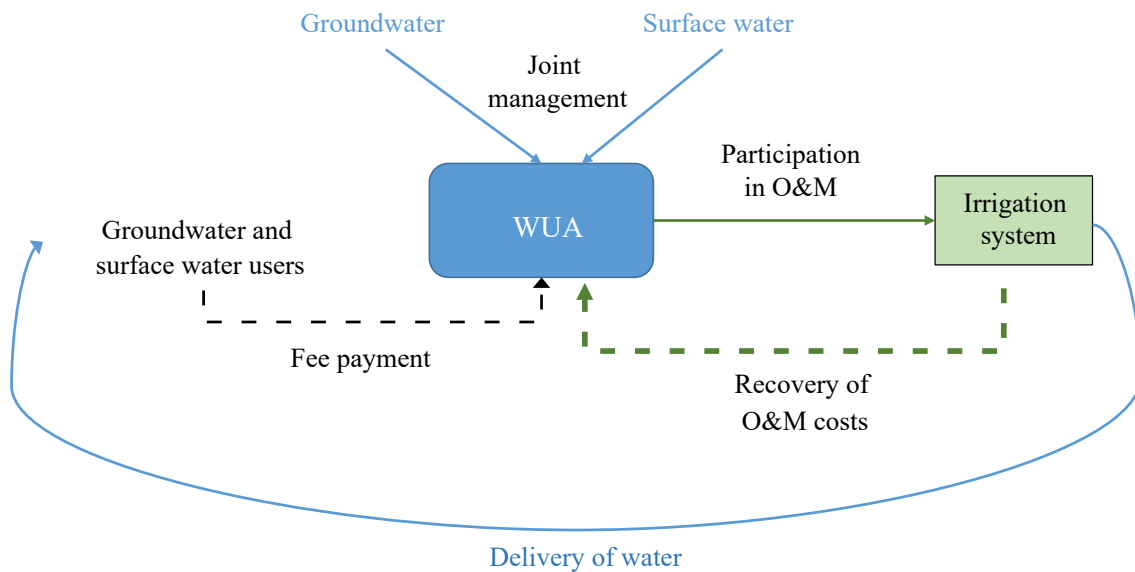 Groundwater
Surface water
Joint
management
Participation
in O&M
WUA
Irrigation
system
Groundwater and
surface water users
Fee payment
Recovery of
O&M costs
Delivery of water